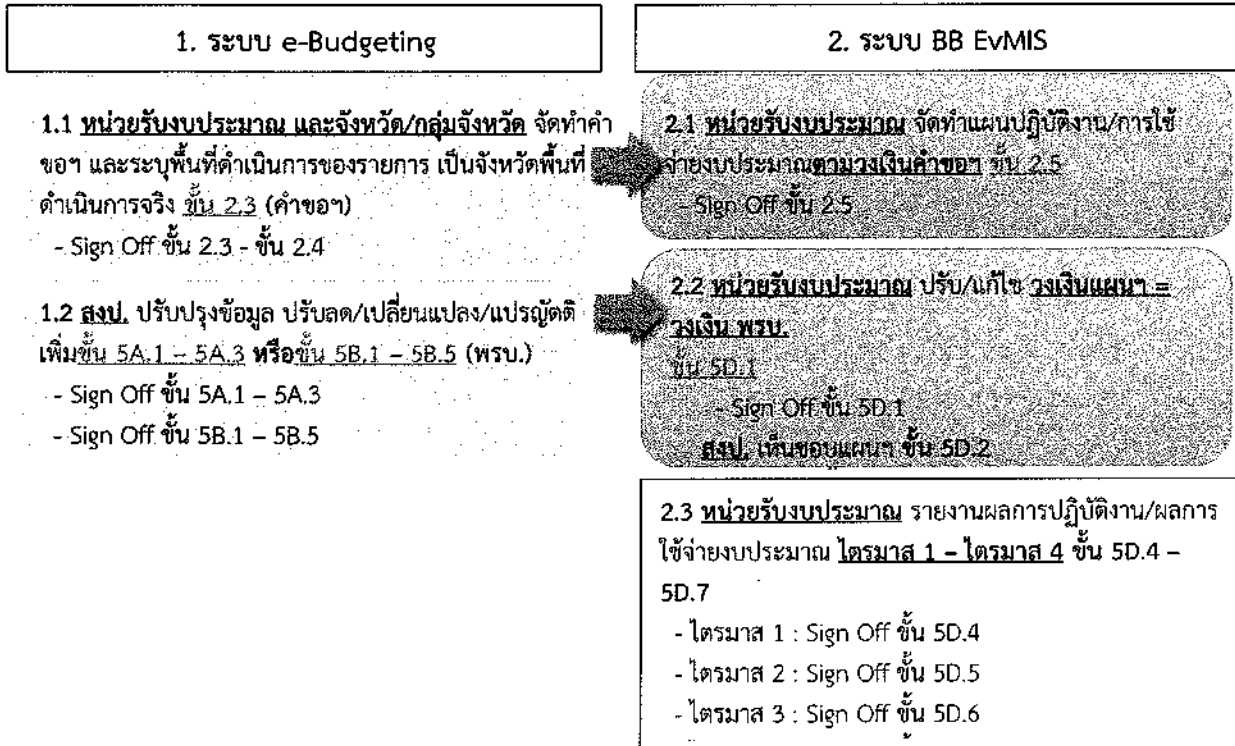 1. ระบบ e-Budgeting
1.1 หน่วยรับงบประมาณ และจังหวัด/กลุ่มจังหวัด จัดทำคำ
ขอฯ และระบุพื้นที่ดำเนินการของรายการ เป็นจังหวัดพื้นที่
ดำเนินการจริง ขั้น 2.3 (คำขอฯ)
- Sign Off ขั้น 2.3 - ขั้น 2.4
1.2 สงป. ปรับปรุงข้อมูล ปรับลด/เปลี่ยนแปลง/แปรญัตติ
เพิ่มขั้น 5A.1 – 5A.3 หรือขั้น 5B.1 – 5B.5 (พรบ.)
- Sign Off ขั้น 5A.1 – 5A.3
- Sign Off ขั้น 5B.1 – 5B.5
2. ระบบ BB EvMIS
2.1 หน่วยรับงบประมาณ จัดทำแผนปฏิบัติงาน/การใช้
จ่ายงบประมาณตามวงเงินคำขอฯ ขั้น 2.5
- Sign Off ขั้น 2.5
2.2 หน่วยรับงบประมาณ ปรับ/แก้ไข วงเงินแผนฯ =
วงเงิน พรบ.
ขั้น 5D.1
- Sign Off ขั้น 5D.1
สงป. เห็นชอบแผนฯ ขั้น 5D.2
2.3 หน่วยรับงบประมาณ รายงานผลการปฏิบัติงาน/ผลการ
ใช้จ่ายงบประมาณ ไตรมาส 1 – ไตรมาส 4 ขั้น 5D.4 –
5D.7
- ไตรมาส 1 : Sign Off ขั้น 5D.4
- ไตรมาส 2 : Sign Off ขั้น 5D.5
- ไตรมาส 3 : Sign Off ขั้น 5D.6